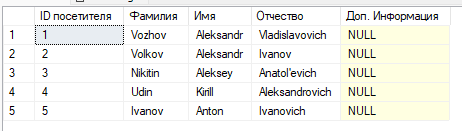 ID посетителя Фамилия Имя Отчество Доп. Информация
1 1 Vozhov Aleksandr Vladislavovich NULL
2 2 Volkov Aleksandr Ivanov NULL
3 3 Nikitin Aleksey Anatol'evich NULL
4 4 Udin Kirill Aleksandrovich NULL
5 5 Ivanov Anton Ivanovich NULL